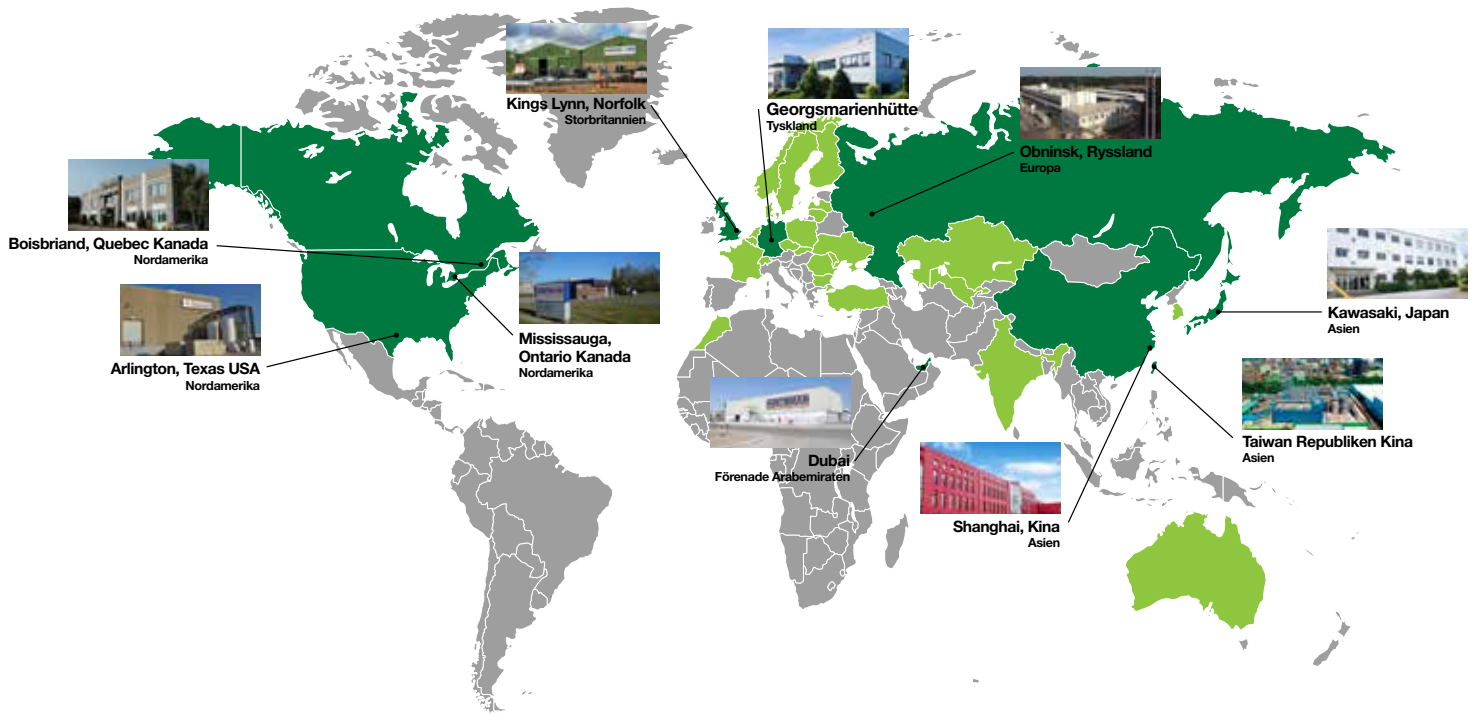 Kings Lynn, Norfolk
Storbritannien
Georgsmarienhütte
Tyskland
Obninsk, Ryssland
Europa
Boisbriand, Quebec Kanada
Nordamerika
Arlington, Texas USA
Nordamerika
Mississauga,
Ontario Kanada
Nordamerika
Kawasaki, Japan
Asien
Taiwan Republiken Kina
Asien
Dubai
Förenade Arabemiraten
Shanghai, Kina
Asien